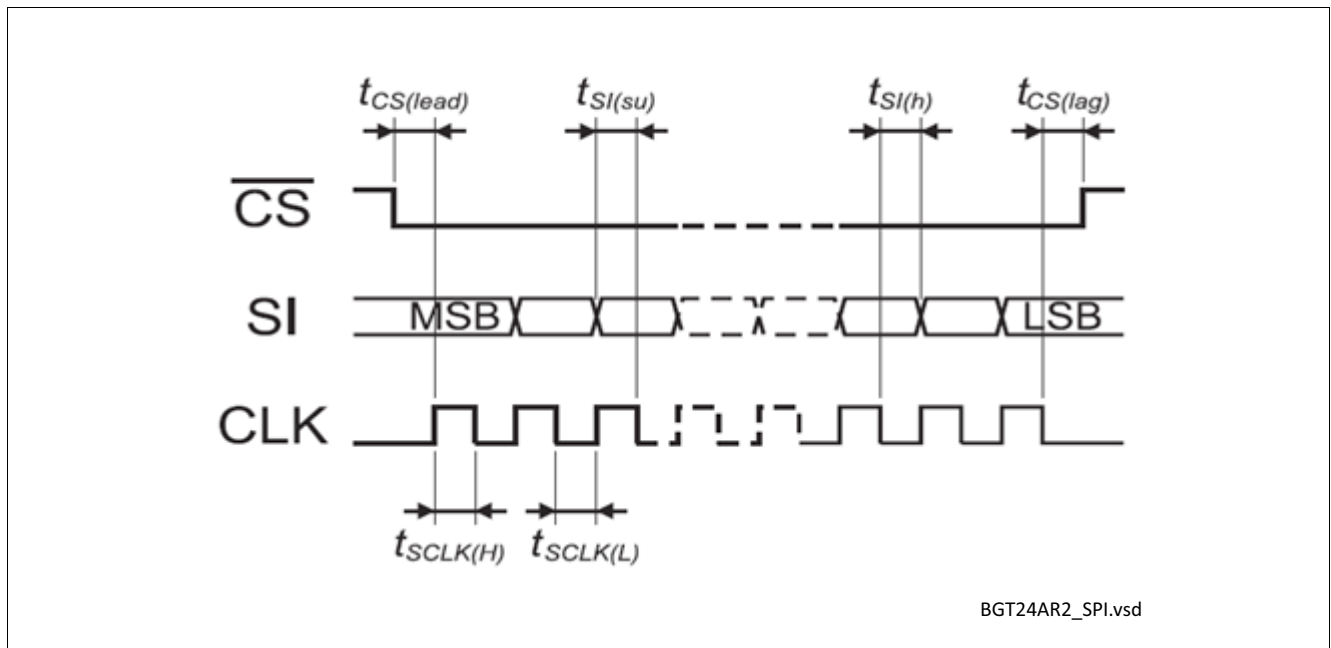 tCS(lead) tSI(su) tSI(h) tCS(lag)
CS
SI MSB LSB
CLK
tSCLK(H) tSCLK(L)
BGT24AR2_SPI.vsd